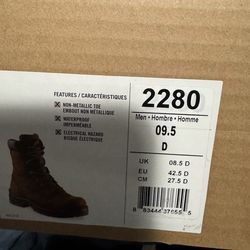 FEATURES / CARACTÉRISTIQUES
NON-METALLIC TOE
EMBOUT NON MÉTALLIQUE
WATERPROOF
IMPERMÉABLE
ELECTRICAL HAZARD
RISQUE ÉLECTRIQUE
2280
Men • Hombre • Homme
09.5
D
UK 08.5 D
EU 42.5 D
CM 27.5 D